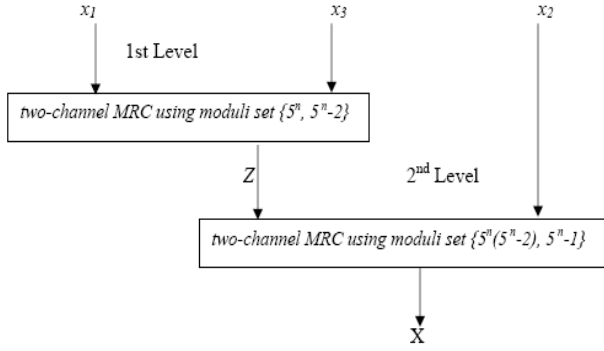 x₁ x₃ x₂
1st Level
two-channel MRC using moduli set {5ⁿ, 5ⁿ-2}
Z 2ⁿᵈ Level
two-channel MRC using moduli set {5ⁿ(5ⁿ-2), 5ⁿ-1}
X